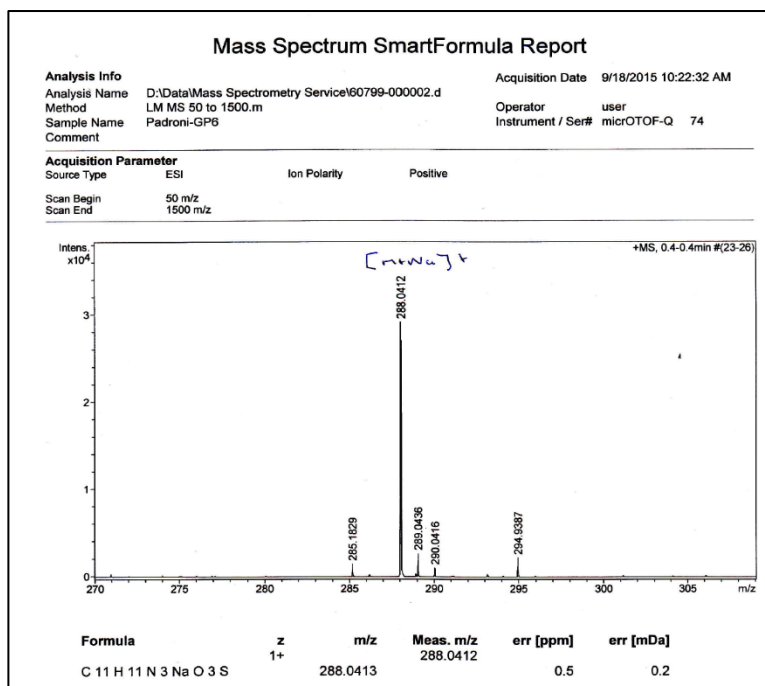 Mass Spectrum SmartFormula Report
Analysis Info
Acquisition Date 9/18/2015 10:22:32 AM
Analysis Name D:\Data\Mass Spectrometry Service\60799-000002.d
Method LM MS 50 to 1500.m
Operator user
Sample Name Padroni-GP6
Instrument / Ser# micrOTOF-Q 74
Comment
Acquisition Parameter
Source Type ESI Ion Polarity Positive
Scan Begin 50 m/z
Scan End 1500 m/z
Intens.
x10⁴
[M+Na]+
+MS, 0.4-0.4min #(23-26)
288.0412
3
2
1
0
285.1829
289.0436
290.0416
294.9387
270 275 280 285 290 295 300 305 m/z
Formula z m/z Meas. m/z err [ppm] err [mDa]
1+ 288.0412
C 11 H 11 N 3 Na O 3 S 288.0413 0.5 0.2